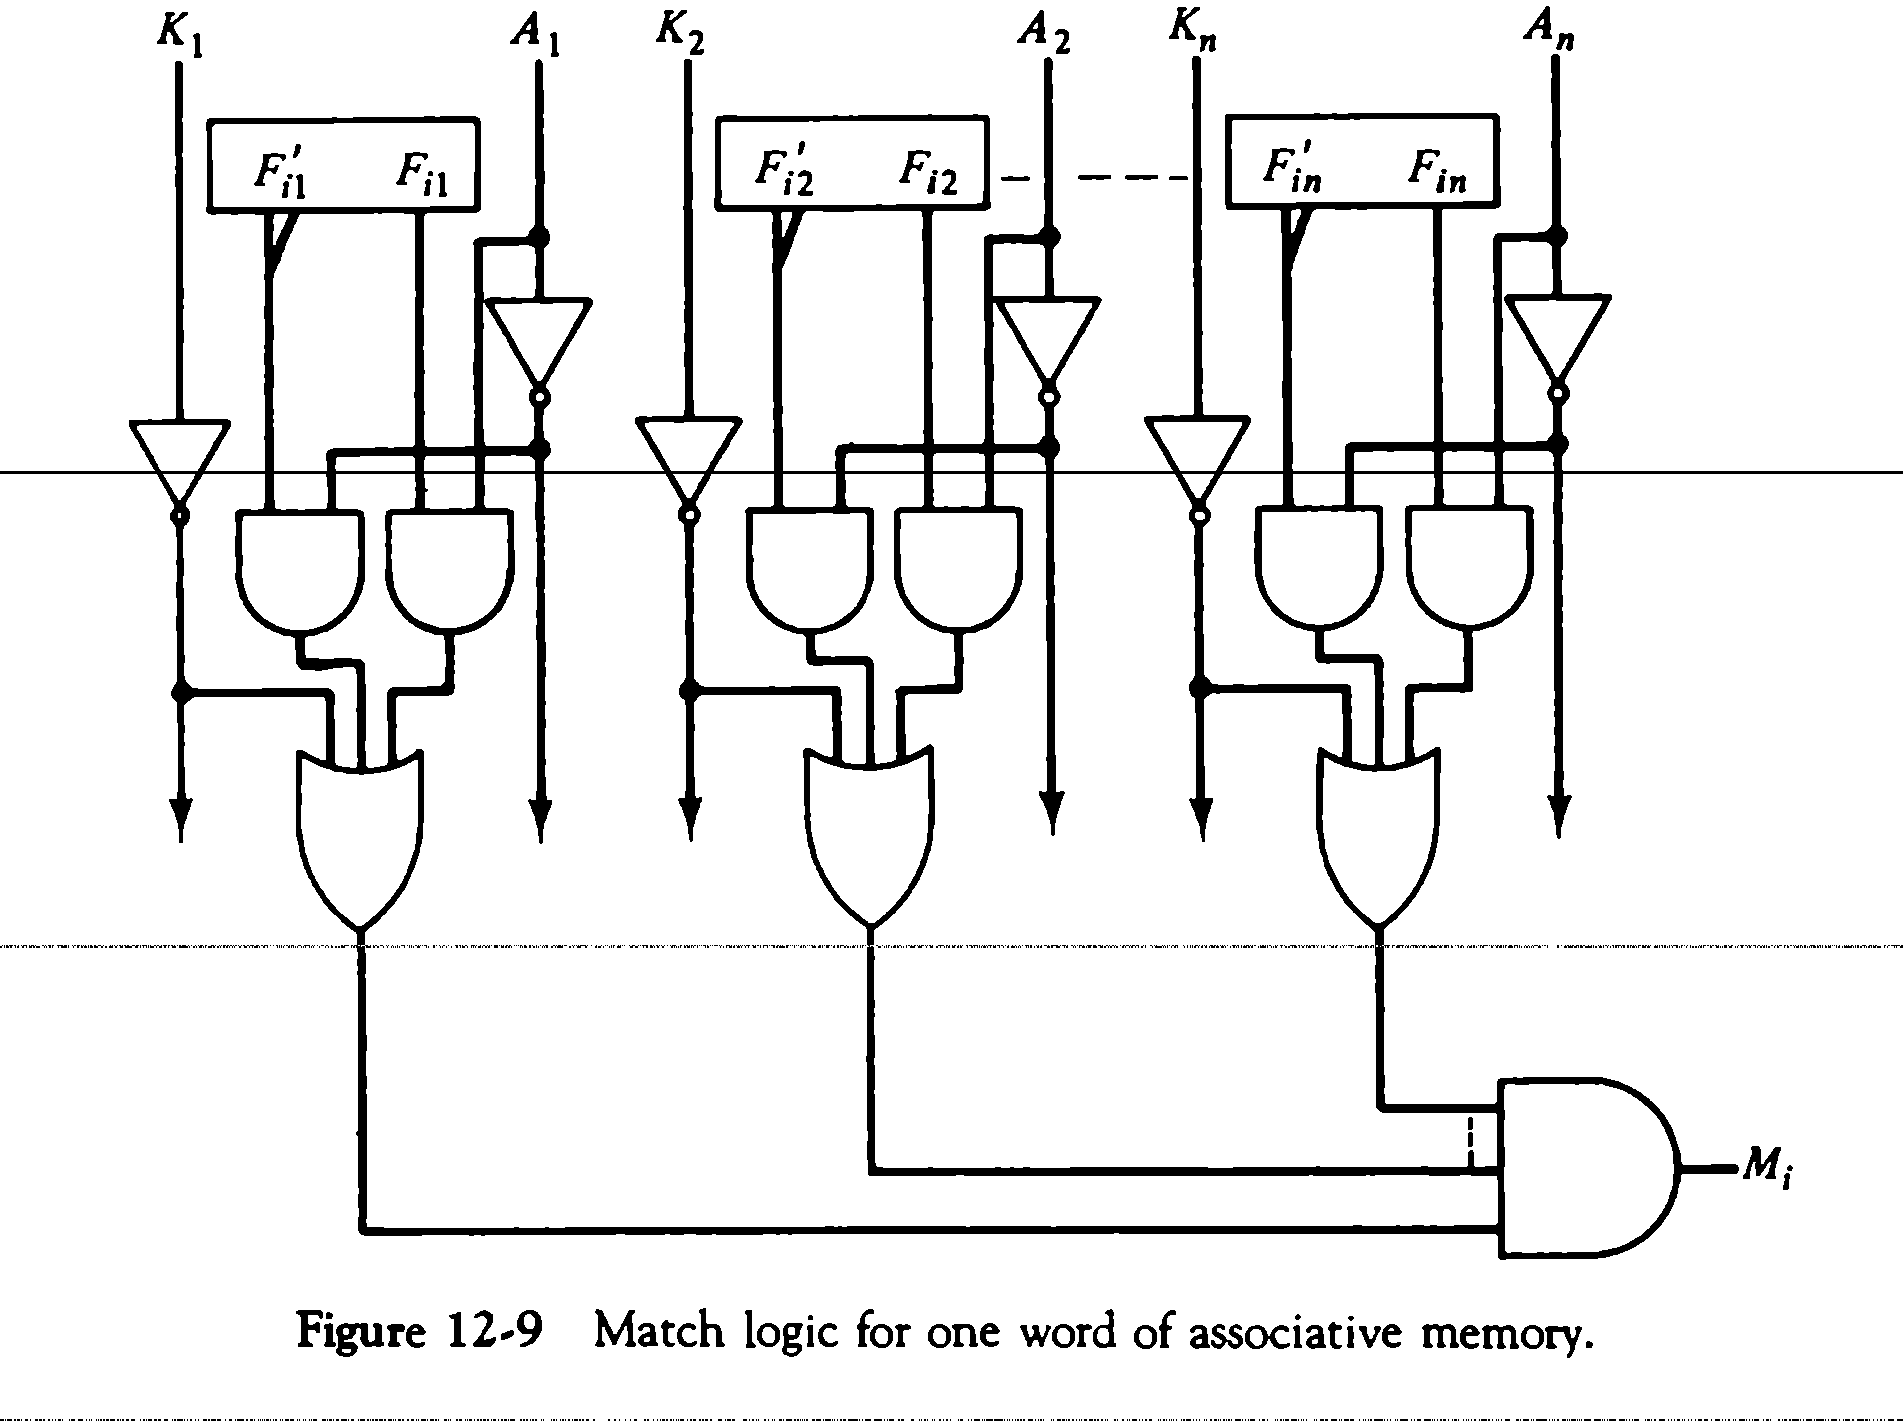 K1 A1 K2 A2 Kn An
F'i1 Fi1 F'i2 Fi2 F'in Fin
Mi
Figure 12-9 Match logic for one word of associative memory.